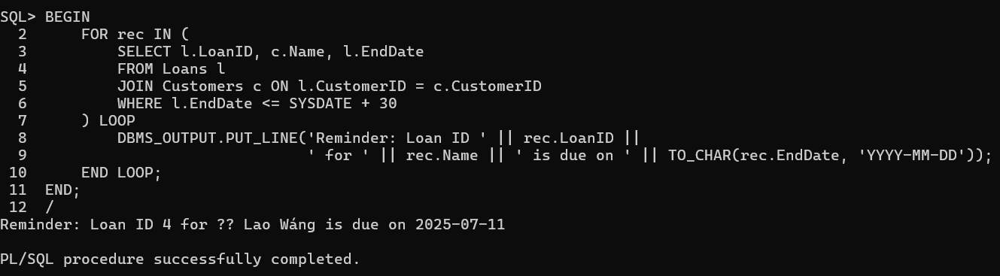 SQL> BEGIN
  2      FOR rec IN (
  3          SELECT l.LoanID, c.Name, l.EndDate
  4          FROM Loans l
  5          JOIN Customers c ON l.CustomerID = c.CustomerID
  6          WHERE l.EndDate <= SYSDATE + 30
  7      ) LOOP
  8          DBMS_OUTPUT.PUT_LINE('Reminder: Loan ID ' || rec.LoanID ||
  9                               ' for ' || rec.Name || ' is due on ' || TO_CHAR(rec.EndDate, 'YYYY-MM-DD'));
 10      END LOOP;
 11  END;
 12  /
Reminder: Loan ID 4 for ?? Lao Wáng is due on 2025-07-11
PL/SQL procedure successfully completed.